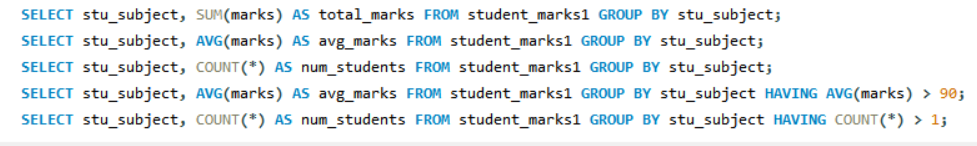 SELECT stu_subject, SUM(marks) AS total_marks FROM student_marks1 GROUP BY stu_subject;
SELECT stu_subject, AVG(marks) AS avg_marks FROM student_marks1 GROUP BY stu_subject;
SELECT stu_subject, COUNT(*) AS num_students FROM student_marks1 GROUP BY stu_subject;
SELECT stu_subject, AVG(marks) AS avg_marks FROM student_marks1 GROUP BY stu_subject HAVING AVG(marks) > 90;
SELECT stu_subject, COUNT(*) AS num_students FROM student_marks1 GROUP BY stu_subject HAVING COUNT(*) > 1;